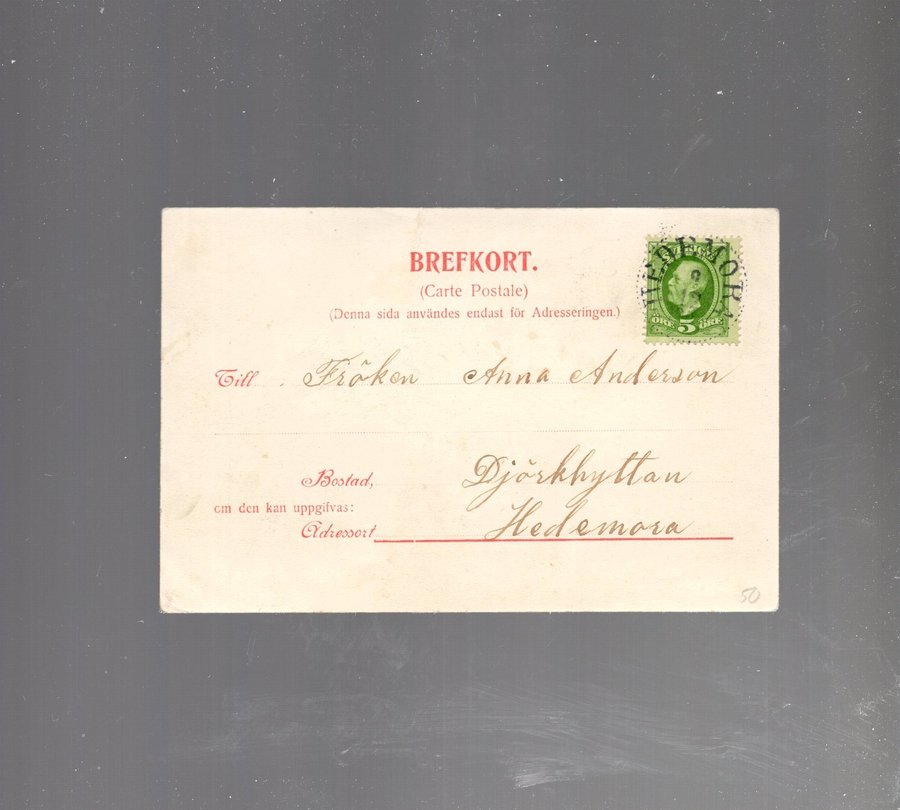 BREFKORT.
(Carte Postale)
(Denna sida användes endast för Adresseringen.)
SVERIGE
HEDEMORA
ÖRE 5 ÖRE
Till Fröken Anna Anderson
Bostad, Djörkhyttan
om den kan uppgifvas:
Adressort Hedemora
50